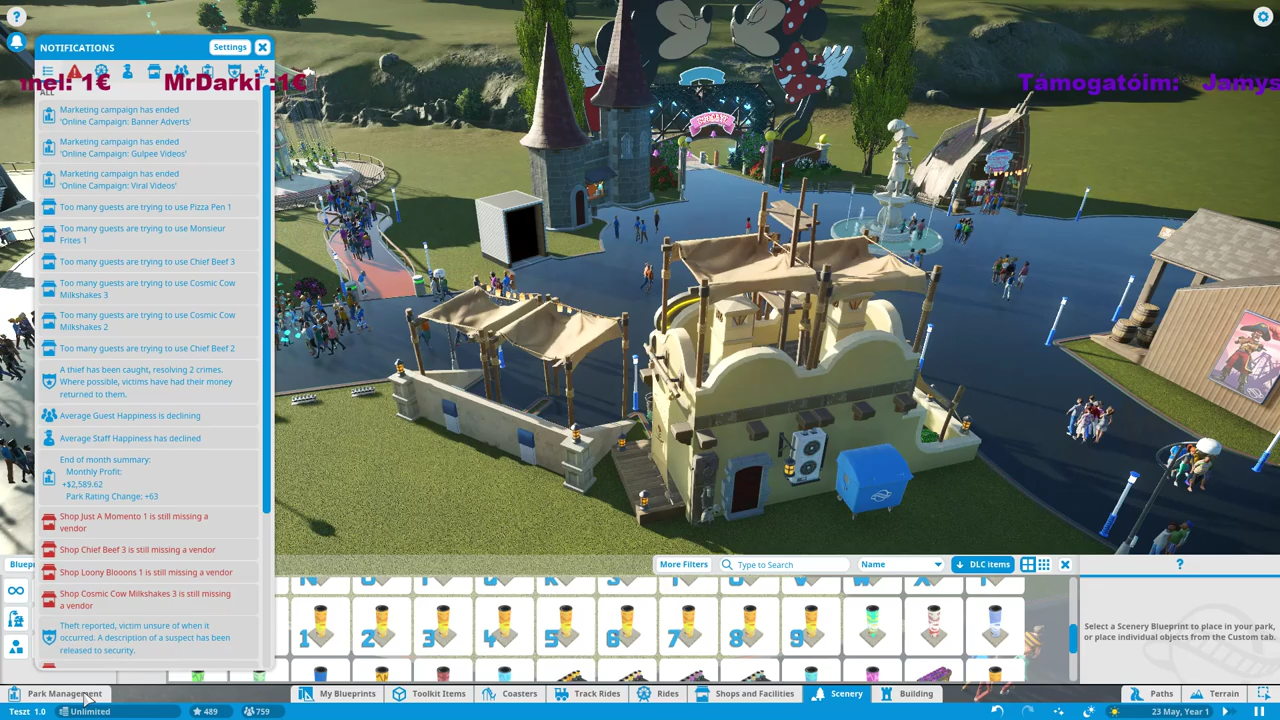 ?
NOTIFICATIONS
Settings
mel: 1€ MrDarki :1€
Támogatóim: Jamys
ALL
Marketing campaign has ended
'Online Campaign: Banner Adverts'
Marketing campaign has ended
'Online Campaign: Gulpee Videos'
Marketing campaign has ended
'Online Campaign: Viral Videos'
Too many guests are trying to use Pizza Pen 1
Too many guests are trying to use Monsieur
Frites 1
Too many guests are trying to use Chief Beef 3
Too many guests are trying to use Cosmic Cow
Milkshakes 3
Too many guests are trying to use Cosmic Cow
Milkshakes 2
Too many guests are trying to use Chief Beef 2
A thief has been caught, resolving 2 crimes.
Where possible, victims have had their money
returned to them.
Average Guest Happiness is declining
Average Staff Happiness has declined
End of month summary:
Monthly Profit:
+$2,589.62
Park Rating Change: +63
Shop Just A Momento 1 is still missing a
vendor
Shop Chief Beef 3 is still missing a vendor
Shop Loony Blooons 1 is still missing a vendor
Shop Cosmic Cow Milkshakes 3 is still missing
a vendor
Theft reported, victim unsure of when it
occurred. A description of a suspect has been
released to security.
Bluepr
More Filters
Type to Search
Name
DLC items
?
1 2 3 4 5 6 7 8 9
Select a Scenery Blueprint to place in your park,
or place individual objects from the Custom tab.
Park Management
My Blueprints
Toolkit Items
Coasters
Track Rides
Rides
Shops and Facilities
Scenery
Building
Paths
Terrain
Teszt 1.0
Unlimited
489
759
23 May, Year 1